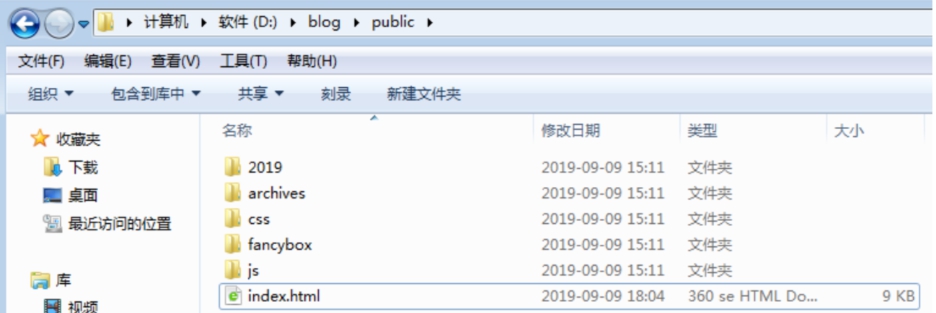 计算机 软件 (D:) blog public
文件(F) 编辑(E) 查看(V) 工具(T) 帮助(H)
组织 包含到库中 共享 刻录 新建文件夹
收藏夹
下载
桌面
最近访问的位置
库
视频
名称 修改日期 类型 大小
2019 2019-09-09 15:11 文件夹
archives 2019-09-09 15:11 文件夹
css 2019-09-09 15:11 文件夹
fancybox 2019-09-09 15:11 文件夹
js 2019-09-09 15:11 文件夹
index.html 2019-09-09 18:04 360 se HTML Do... 9 KB